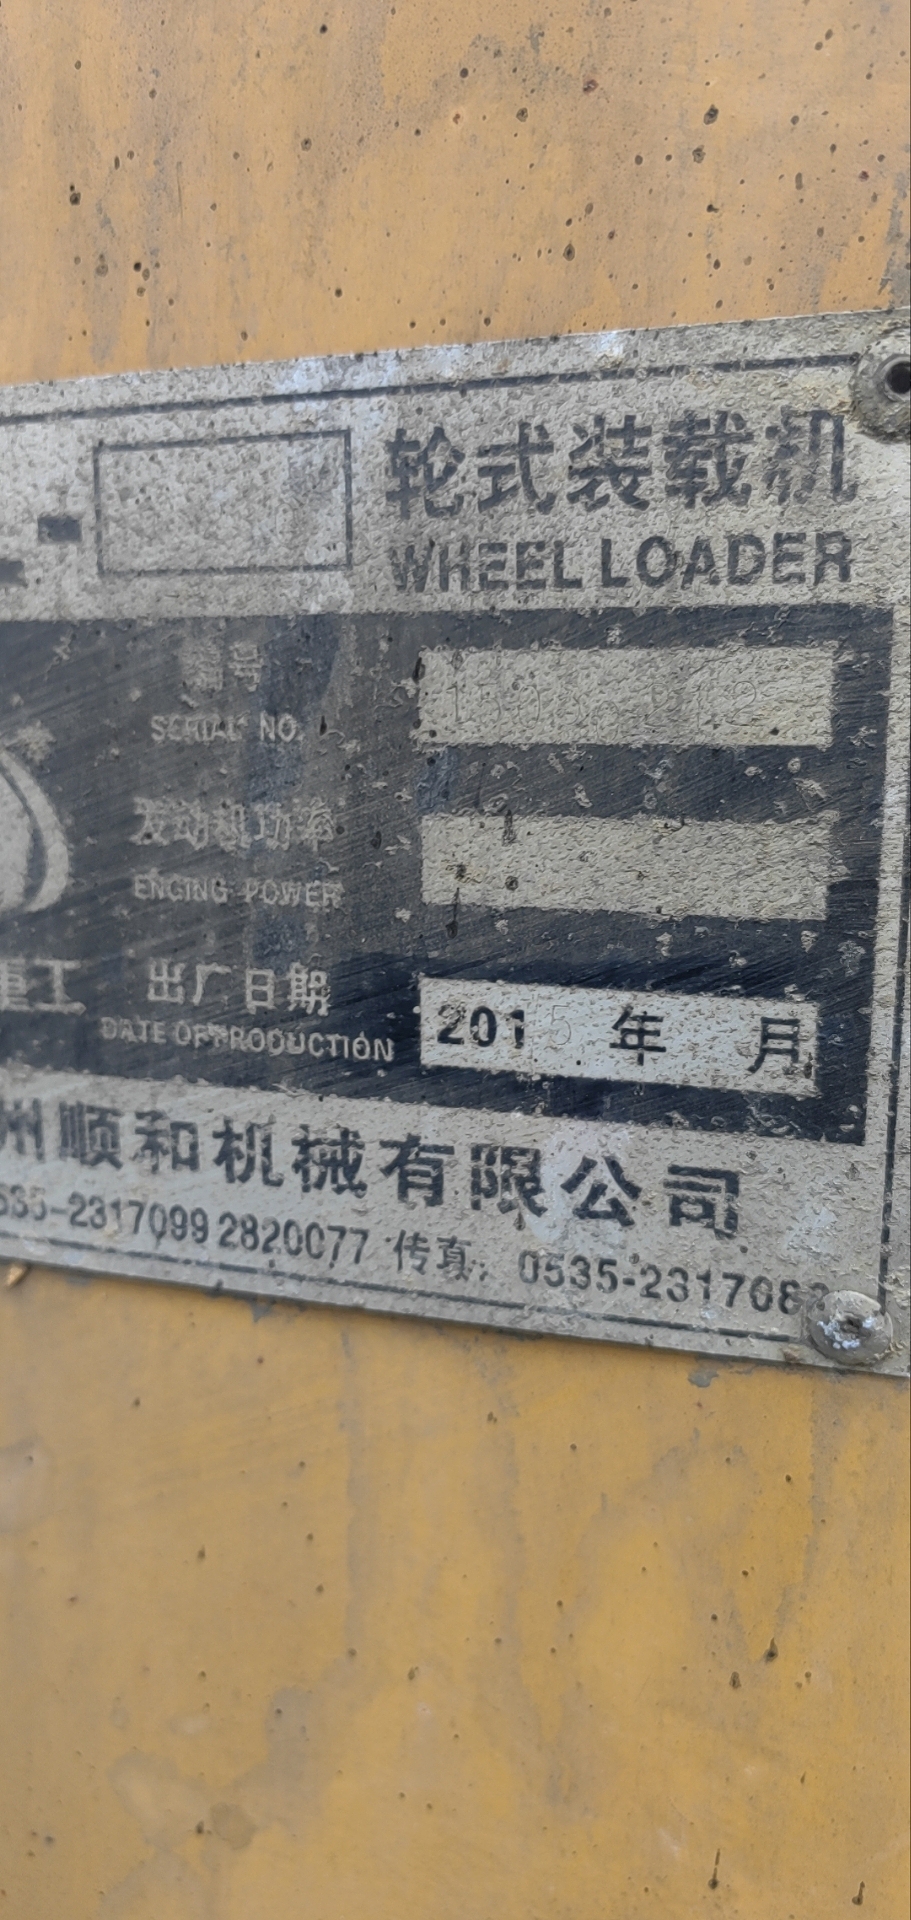 轮式装载机
WHEEL LOADER
编号
SERIAL NO.
发动机功率
ENGING POWER
重工
出厂日期
DATE OF PRODUCTION
2015 年 月
州顺和机械有限公司
535-2317099 2820077 传真: 0535-231708